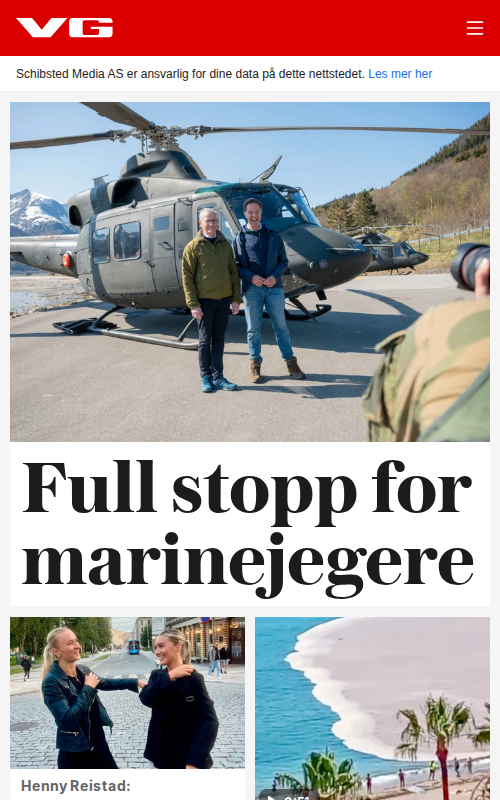 VG
Schibsted Media AS er ansvarlig for dine data på dette nettstedet. Les mer her
Full stopp for
marinejegere
Henny Reistad: